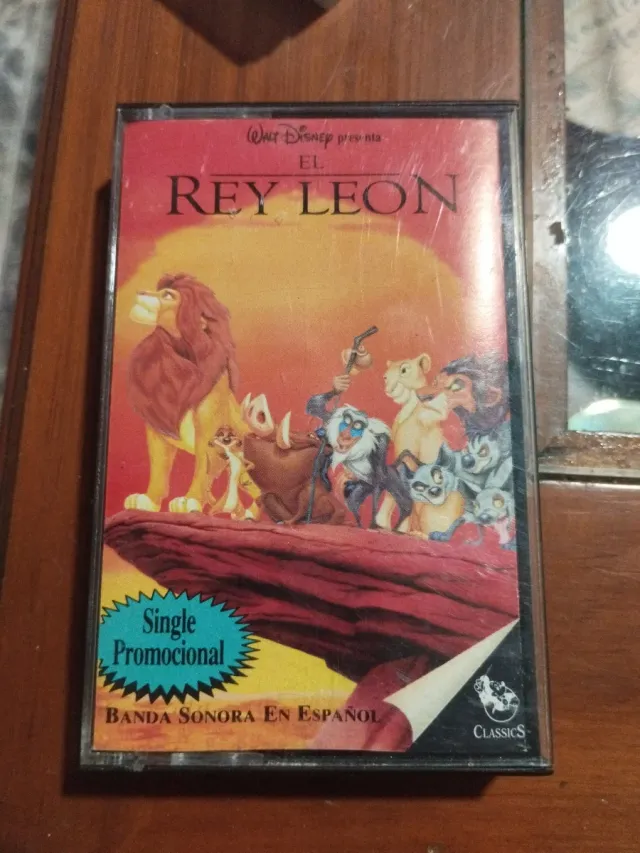 Walt Disney presenta
EL
REY LEON
Single
Promocional
BANDA SONORA EN ESPAÑOL
CLASSICS